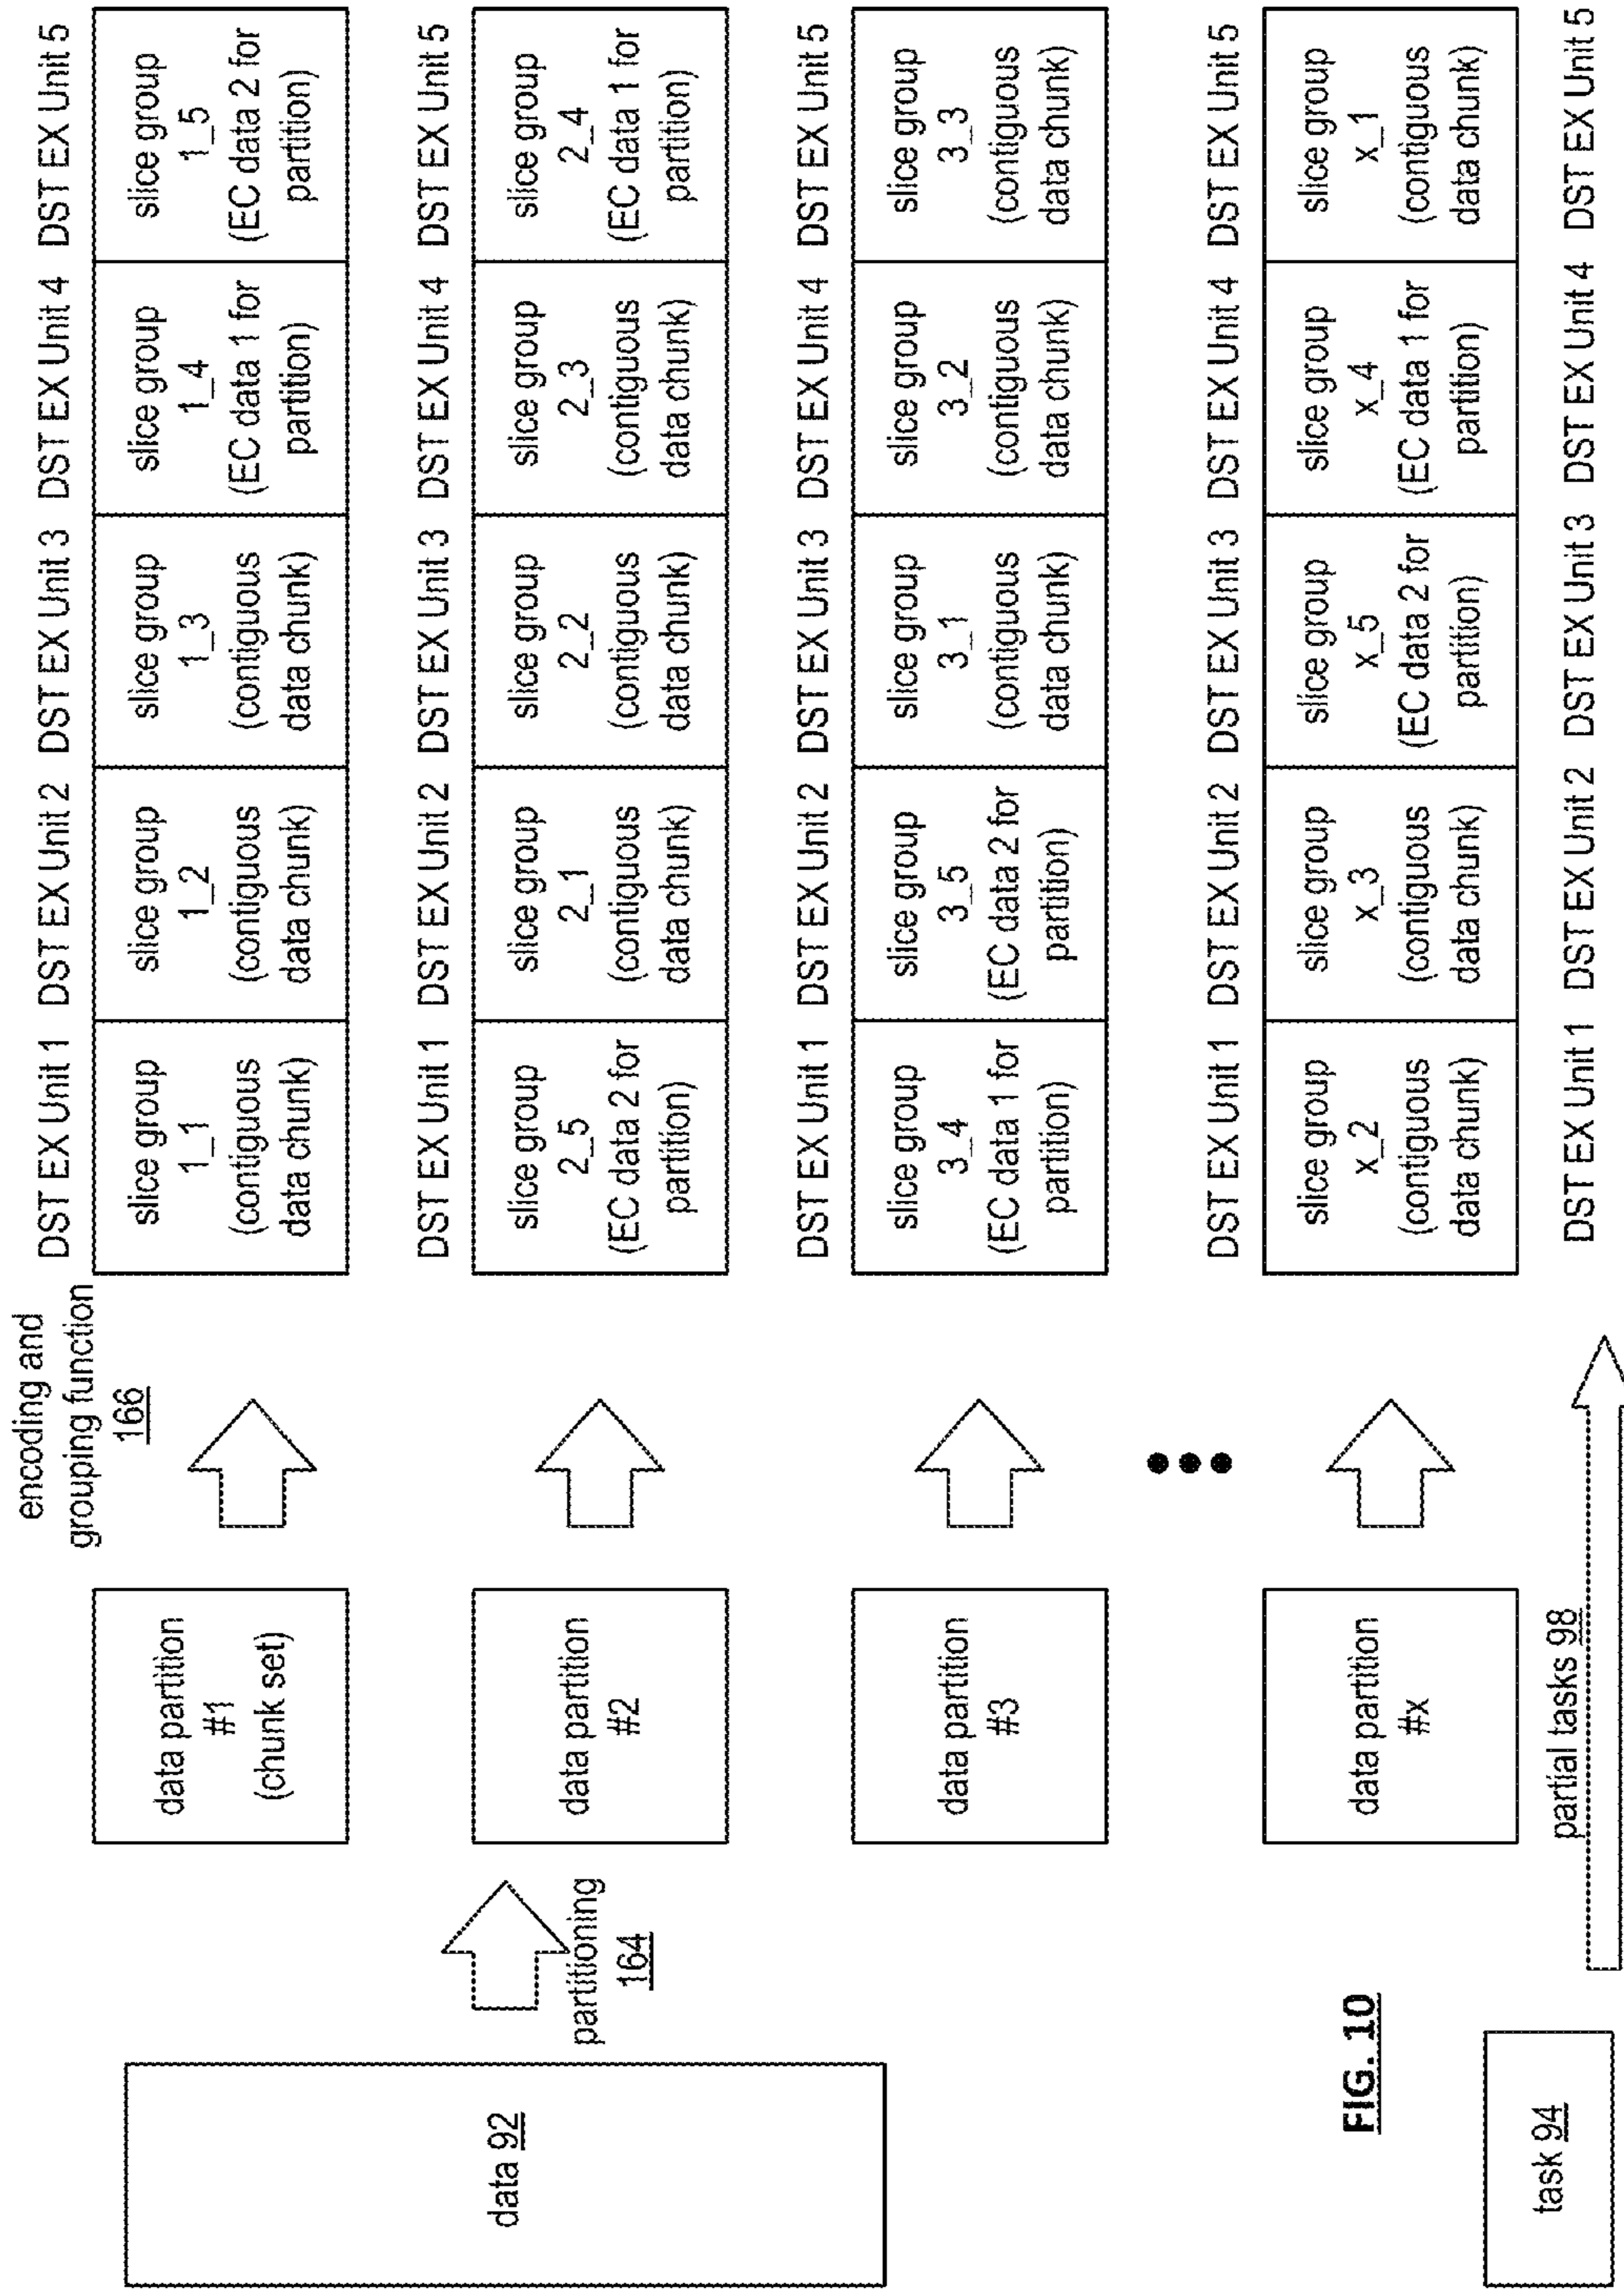 encoding and
grouping function
166
DST EX Unit 1 DST EX Unit 2 DST EX Unit 3 DST EX Unit 4 DST EX Unit 5
data 92
partitioning
164
data partition
#1
(chunk set)
slice group
1_1
(contiguous
data chunk)
slice group
1_2
(contiguous
data chunk)
slice group
1_3
(contiguous
data chunk)
slice group
1_4
(EC data 1 for
partition)
slice group
1_5
(EC data 2 for
partition)
DST EX Unit 1 DST EX Unit 2 DST EX Unit 3 DST EX Unit 4 DST EX Unit 5
data partition
#2
slice group
2_5
(EC data 2 for
partition)
slice group
2_1
(contiguous
data chunk)
slice group
2_2
(contiguous
data chunk)
slice group
2_3
(contiguous
data chunk)
slice group
2_4
(EC data 1 for
partition)
DST EX Unit 1 DST EX Unit 2 DST EX Unit 3 DST EX Unit 4 DST EX Unit 5
data partition
#3
slice group
3_4
(EC data 1 for
partition)
slice group
3_5
(EC data 2 for
partition)
slice group
3_1
(contiguous
data chunk)
slice group
3_2
(contiguous
data chunk)
slice group
3_3
(contiguous
data chunk)
DST EX Unit 1 DST EX Unit 2 DST EX Unit 3 DST EX Unit 4 DST EX Unit 5
data partition
#x
slice group
x_2
(contiguous
data chunk)
slice group
x_3
(contiguous
data chunk)
slice group
x_5
(EC data 2 for
partition)
slice group
x_4
(EC data 1 for
partition)
slice group
x_1
(contiguous
data chunk)
FIG. 10
task 94
partial tasks 98
DST EX Unit 1 DST EX Unit 2 DST EX Unit 3 DST EX Unit 4 DST EX Unit 5